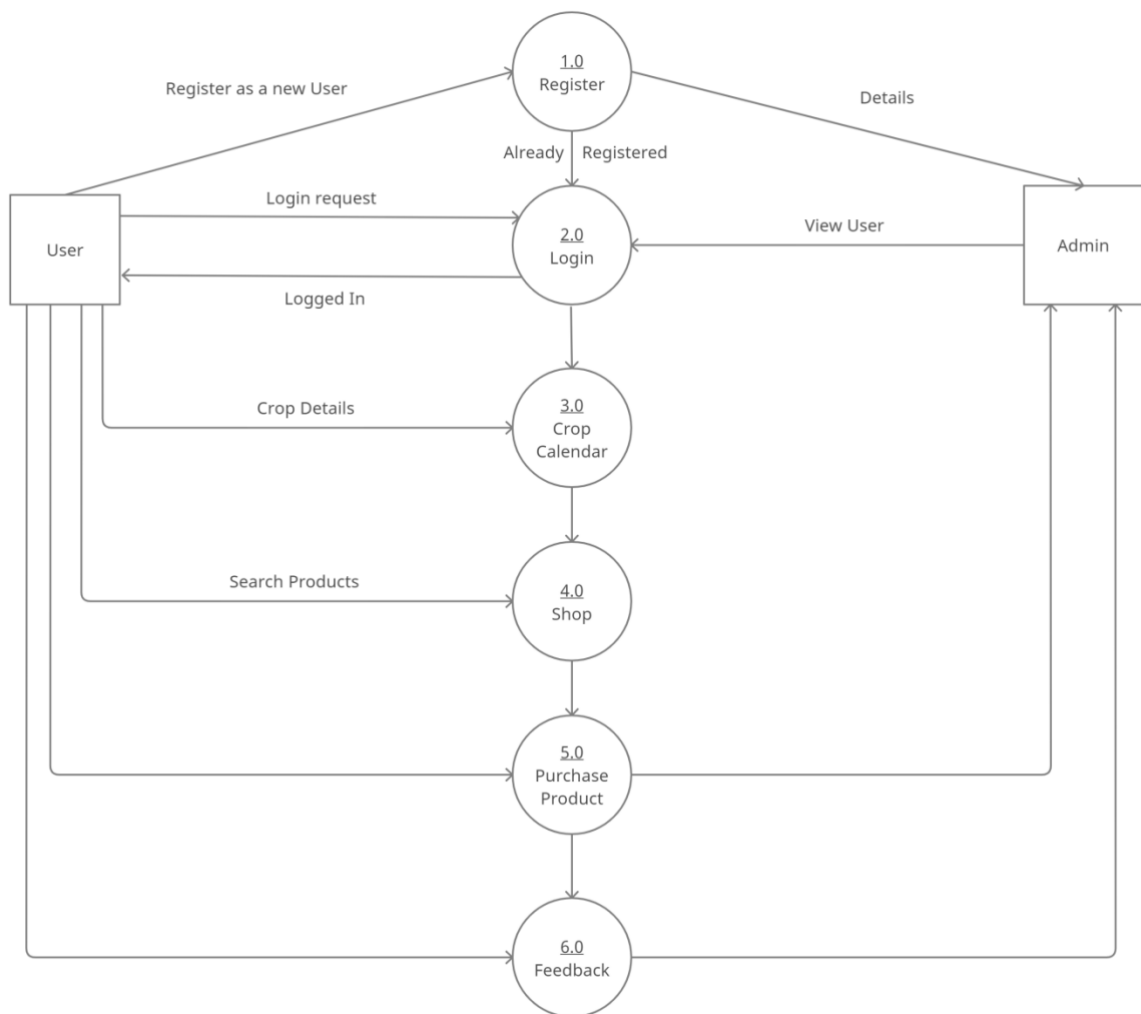 1.0
Register
Register as a new User
Details
Already Registered
Login request
View User
User
2.0
Login
Admin
Logged In
Crop Details
3.0
Crop
Calendar
Search Products
4.0
Shop
5.0
Purchase
Product
6.0
Feedback